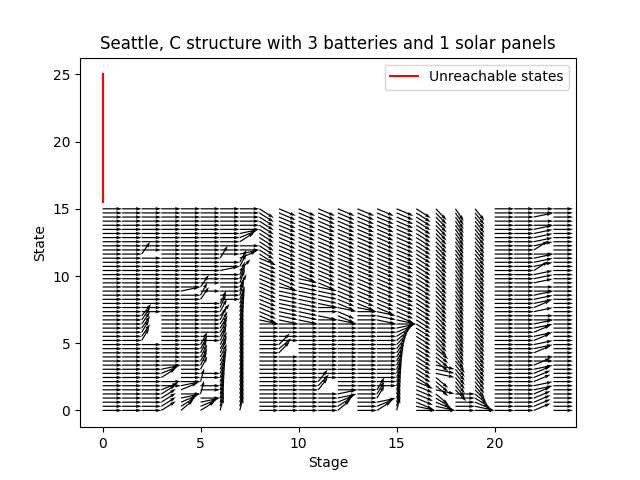 Seattle, C structure with 3 batteries and 1 solar panels
Unreachable states
25
20
15
10
5
0
State
0 5 10 15 20
Stage